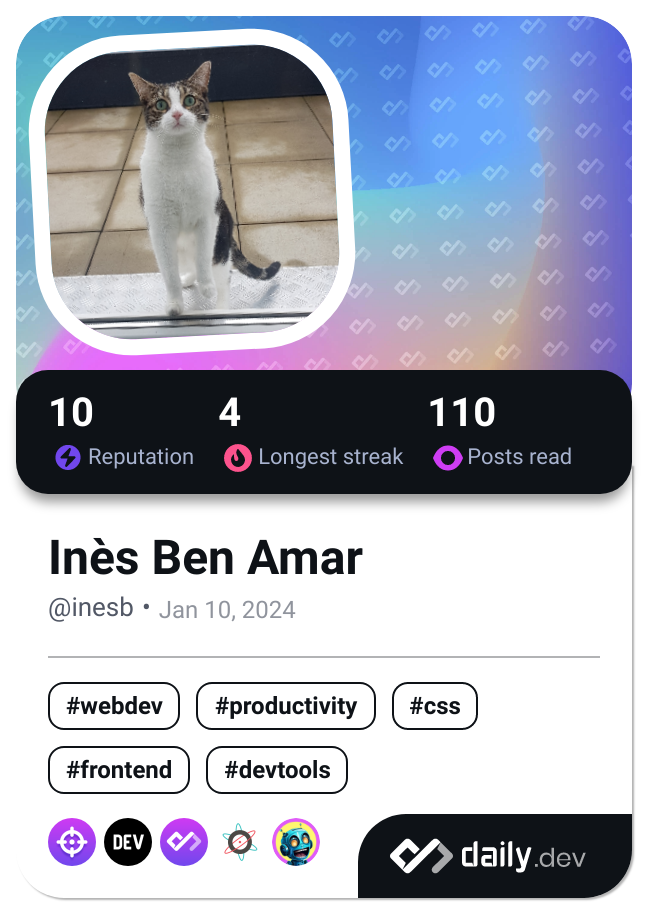 10 4 110
Reputation Longest streak Posts read
Inès Ben Amar
@inesb • Jan 10, 2024
#webdev #productivity #css
#frontend #devtools
DEV daily.dev